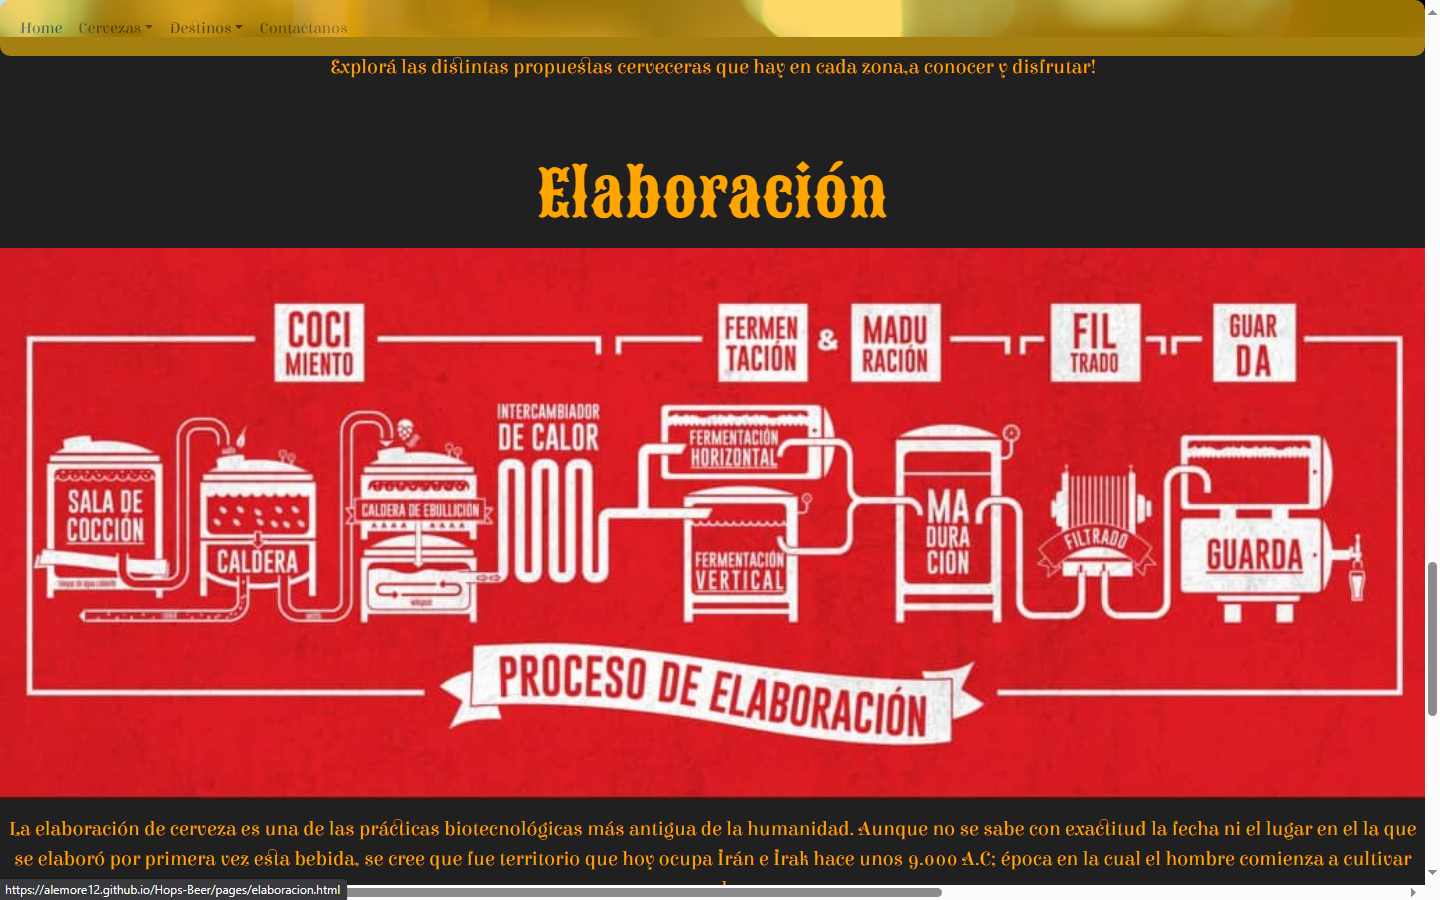 Home Cervezas Destinos Contactanos
Explorá las distintas propuestas cerveceras que hay en cada zona,a conocer y disfrutar!
Elaboración
COCI
MIENTO
FERMEN
TACIÓN
&
MADU
RACIÓN
FIL
TRADO
GUAR
DA
INTERCAMBIADOR
DE CALOR
SALA DE
COCCIÓN
CALDERA
CALDERA DE EBULLICIÓN
FERMENTACIÓN
HORIZONTAL
FERMENTACIÓN
VERTICAL
MA
DURA
CIÓN
FILTRADO
GUARDA
PROCESO DE ELABORACIÓN
La elaboración de cerveza es una de las prácticas biotecnológicas más antigua de la humanidad. Aunque no se sabe con exactitud la fecha ni el lugar en el la que
se elaboró por primera vez esta bebida, se cree que fue territorio que hoy ocupa Irán e Irak hace unos 9.000 A.C; época en la cual el hombre comienza a cultivar
https://alemore12.github.io/Hops-Beer/pages/elaboracion.html